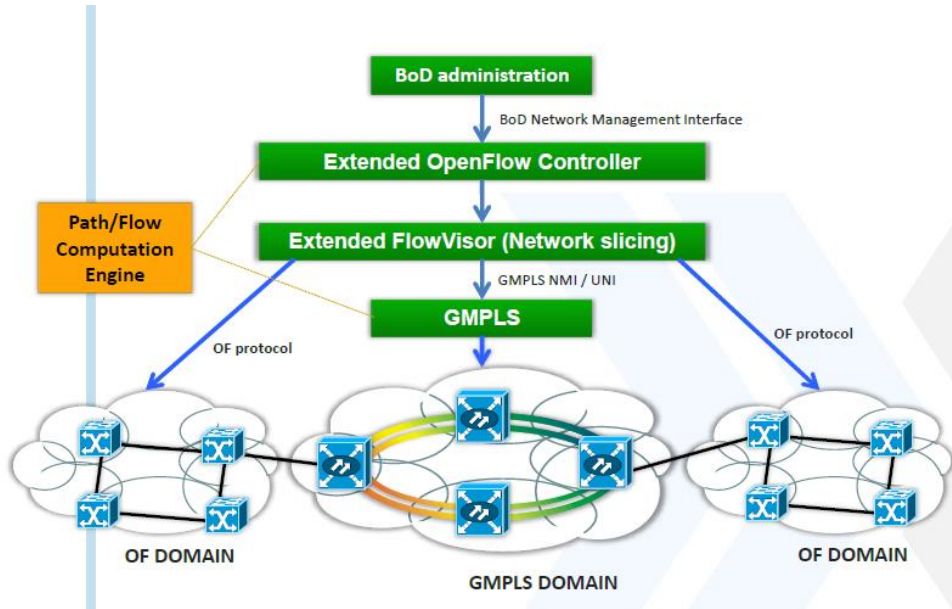 BoD administration
BoD Network Management Interface
Extended OpenFlow Controller
Path/Flow
Computation
Engine
Extended FlowVisor (Network slicing)
GMPLS NMI / UNI
GMPLS
OF protocol
OF protocol
OF DOMAIN
GMPLS DOMAIN
OF DOMAIN